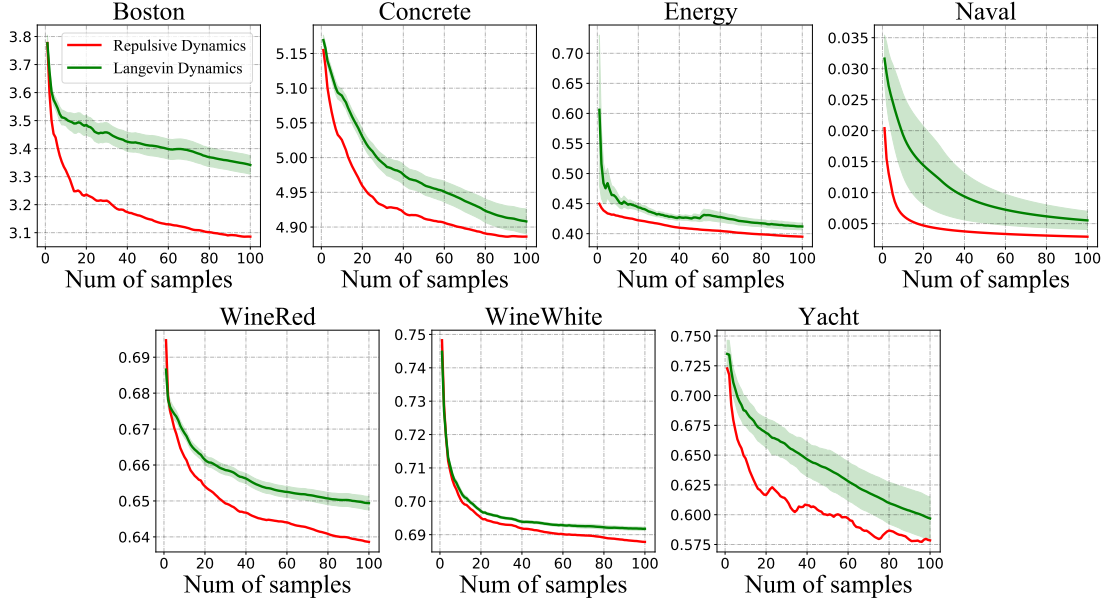 Boston
3.8
3.7
3.6
3.5
3.4
3.3
3.2
3.1
0 20 40 60 80 100
Num of samples
Repulsive Dynamics
Langevin Dynamics
Concrete
5.15
5.10
5.05
5.00
4.95
4.90
0 20 40 60 80 100
Num of samples
Energy
0.70
0.65
0.60
0.55
0.50
0.45
0.40
0 20 40 60 80 100
Num of samples
Naval
0.035
0.030
0.025
0.020
0.015
0.010
0.005
0 20 40 60 80 100
Num of samples
WineRed
0.69
0.68
0.67
0.66
0.65
0.64
0 20 40 60 80 100
Num of samples
WineWhite
0.75
0.74
0.73
0.72
0.71
0.70
0.69
0 20 40 60 80 100
Num of samples
Yacht
0.750
0.725
0.700
0.675
0.650
0.625
0.600
0.575
0 20 40 60 80 100
Num of samples